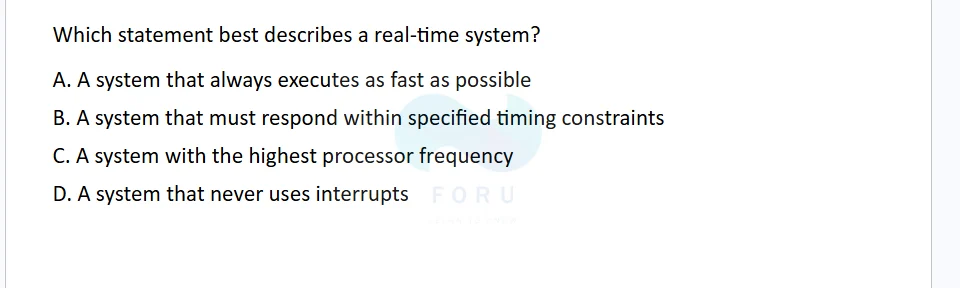 Which statement best describes a real-time system?
A. A system that always executes as fast as possible
B. A system that must respond within specified timing constraints
C. A system with the highest processor frequency
D. A system that never uses interrupts
FORU